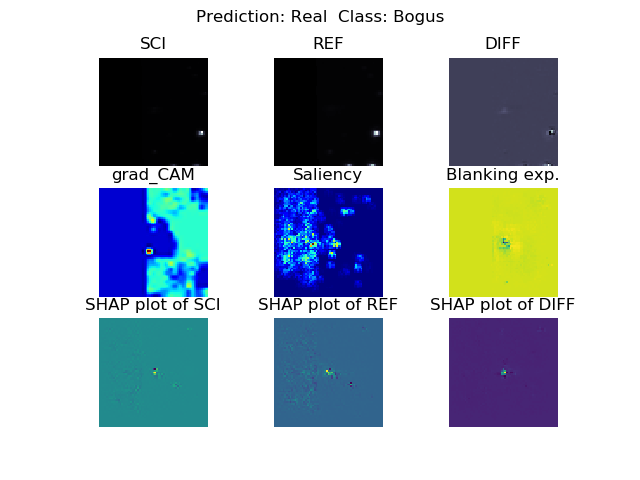 Prediction: Real  Class: Bogus
SCI
REF
DIFF
grad_CAM
Saliency
Blanking exp.
SHAP plot of SCI
SHAP plot of REF
SHAP plot of DIFF